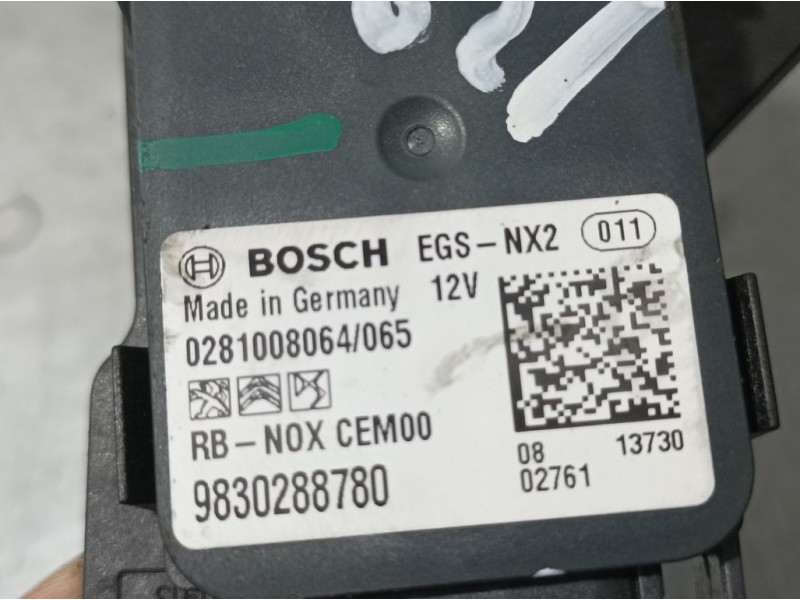 BOSCH EGS-NX2 011
Made in Germany 12V
0281008064/065
RB-NOX CEM00
9830288780
08 13730
02761